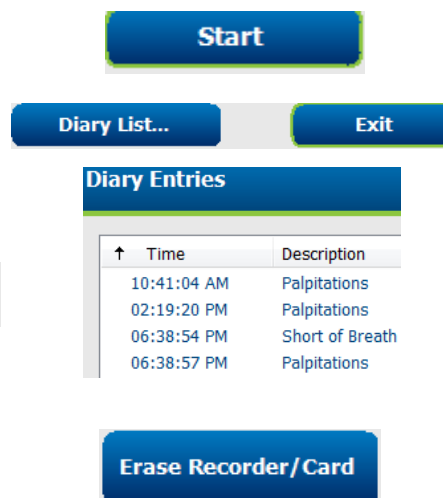 Start
Diary List... Exit
Diary Entries
↑ Time Description
10:41:04 AM Palpitations
02:19:20 PM Palpitations
06:38:54 PM Short of Breath
06:38:57 PM Palpitations
Erase Recorder/Card